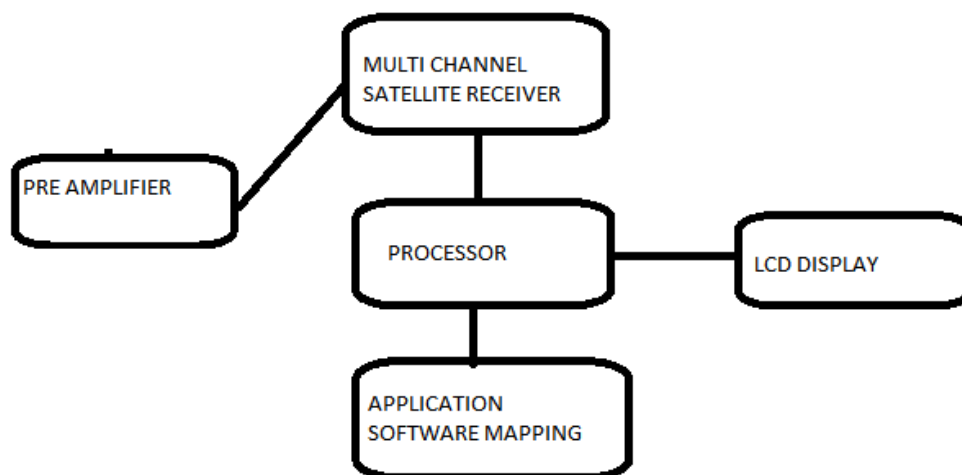 MULTI CHANNEL
SATELLITE RECEIVER
PRE AMPLIFIER
PROCESSOR
LCD DISPLAY
APPLICATION
SOFTWARE MAPPING